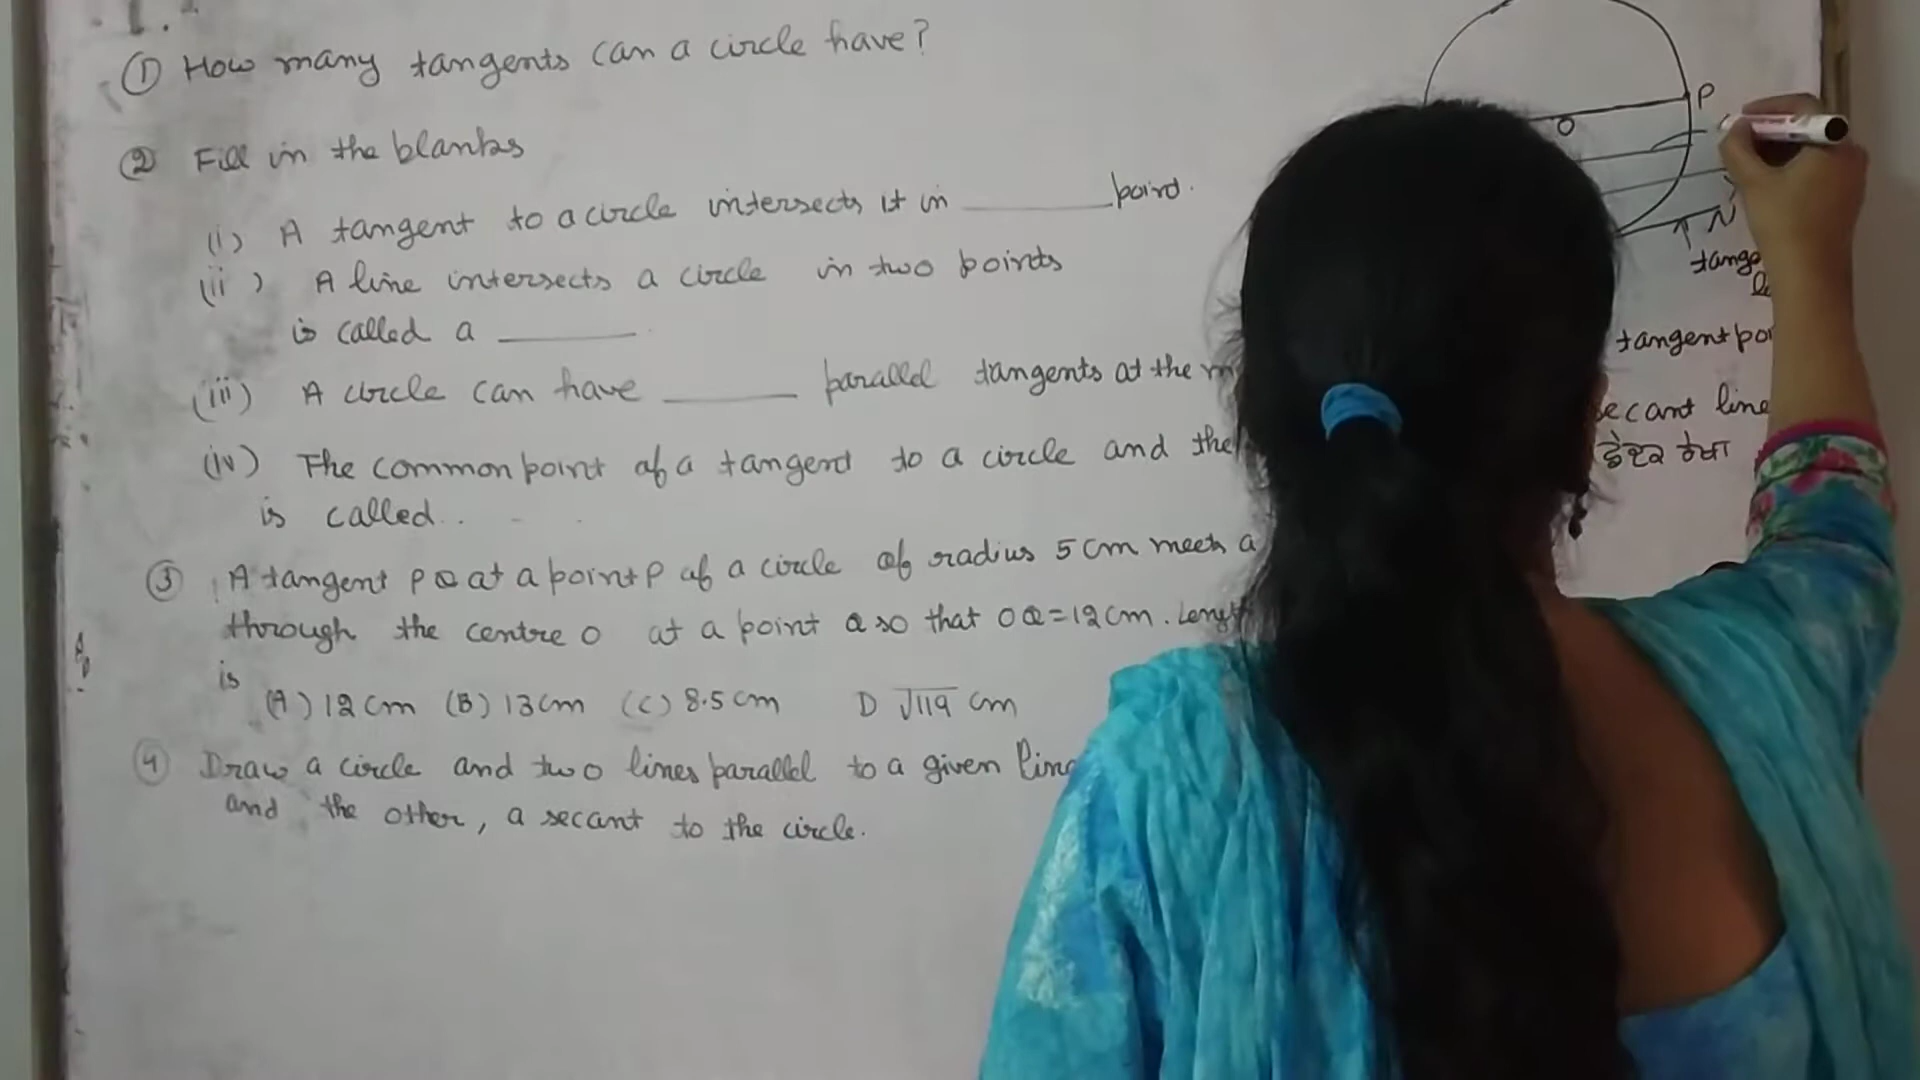 ① How many tangents can a circle have?
② Fill in the blanks
(i) A tangent to a circle intersects it in ______ point.
(ii) A line intersects a circle in two points
is called a ______
(iii) A circle can have ______ parallel tangents at the
(iv) The common point of a tangent to a circle and the
is called..
③ A tangent PQ at a point P of a circle of radius 5 cm meets a
through the centre O at a point Q so that OQ=12 cm. Length
is
(A) 12 cm (B) 13 cm (C) 8.5 cm D √119 cm
④ Draw a circle and two lines parallel to a given line
and the other, a secant to the circle.
P
O
N
tangent
secant line